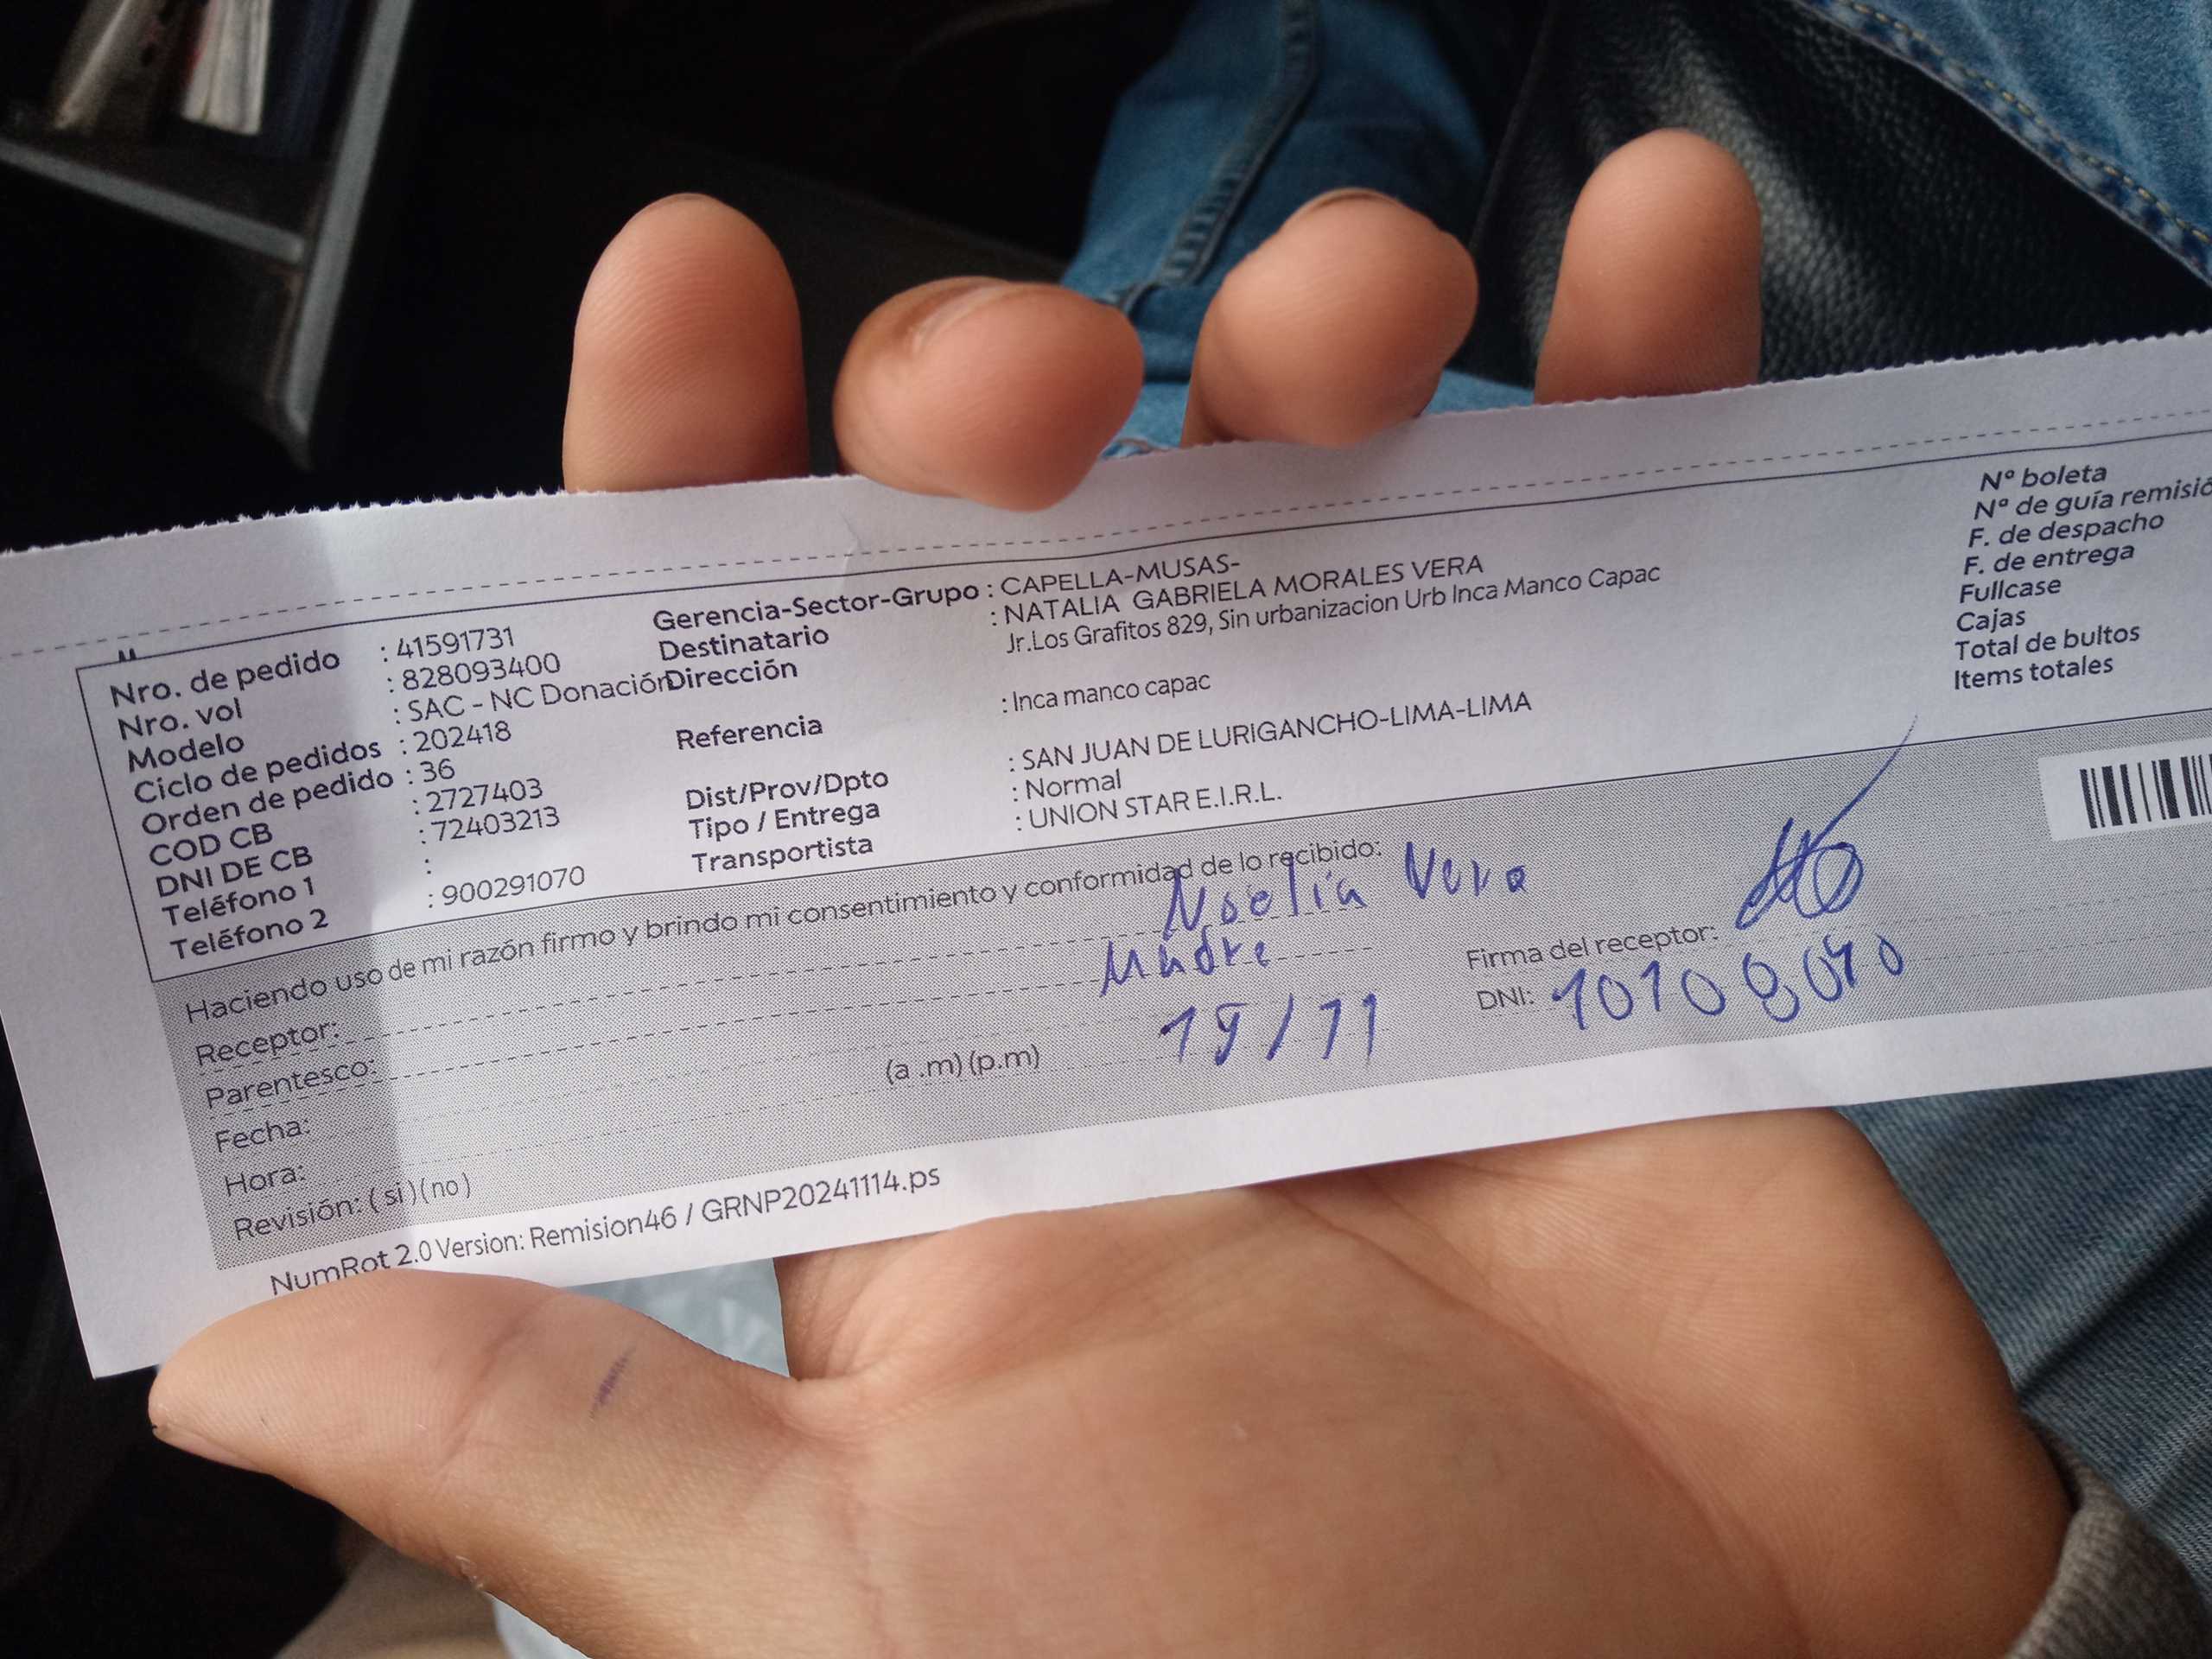 Nro. de pedido : 41591731
Nro. vol : 828093400
Modelo : SAC - NC Donación
Ciclo de pedidos : 202418
Orden de pedido : 36
COD CB : 2727403
DNI DE CB : 72403213
Teléfono 1 :
Teléfono 2 : 900291070
Gerencia-Sector-Grupo : CAPELLA-MUSAS-
Destinatario : NATALIA GABRIELA MORALES VERA
Dirección Jr.Los Grafitos 829, Sin urbanizacion Urb Inca Manco Capac
Referencia : Inca manco capac
Dist/Prov/Dpto : SAN JUAN DE LURIGANCHO-LIMA-LIMA
Tipo / Entrega : Normal
Transportista : UNION STAR E.I.R.L.
Nº boleta
Nº de guía remisió
F. de despacho
F. de entrega
Fullcase
Cajas
Total de bultos
Items totales
Haciendo uso de mi razón firmo y brindo mi consentimiento y conformidad de lo recibido:
Receptor: Noelia Vera
Parentesco: Madre
Fecha: 19/11
Hora: (a .m) (p.m)
Revisión: ( si ) ( no )
Firma del receptor:
DNI:
NumRot 2.0 Version: Remision46 / GRNP20241114.ps